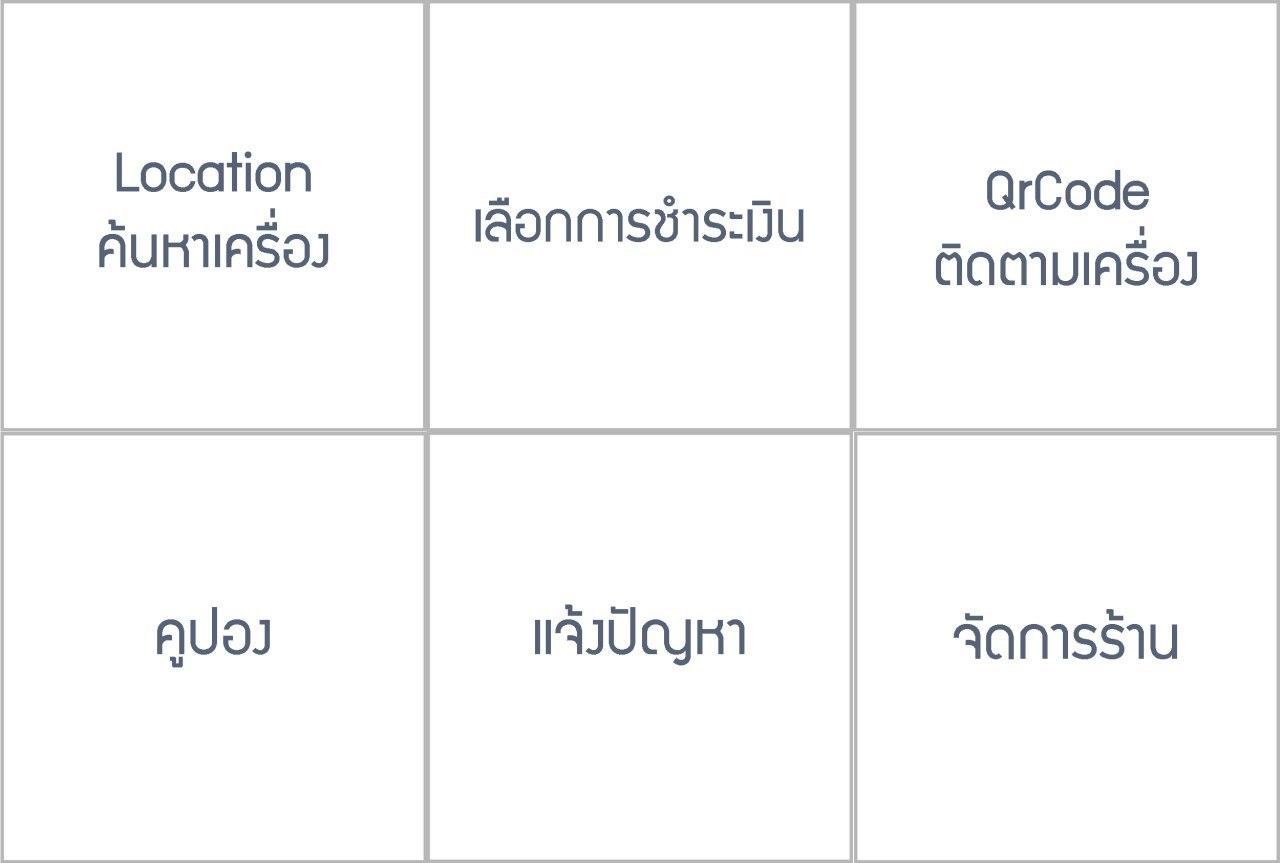 Location
ค้นหาเครื่อง
เลือกการชำระเงิน
QrCode
ติดตามเครื่อง
คูปอง
แจ้งปัญหา
จัดการร้าน